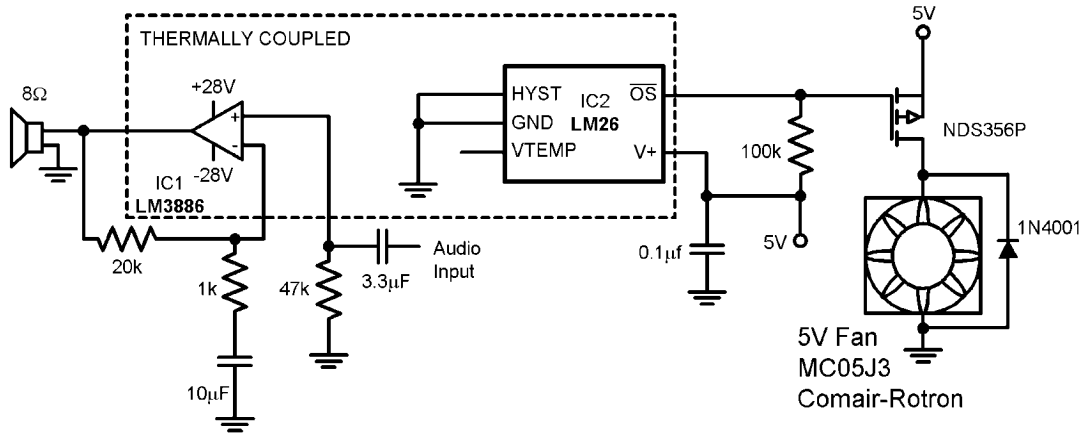 THERMALLY COUPLED
8Ω
+28V
+
-
-28V
IC1
LM3886
20k
1k
10µF
47k
3.3µF
Audio
Input
HYST
GND
VTEMP
IC2
LM26
OS
V+
100k
0.1µf
5V
5V
NDS356P
1N4001
5V Fan
MC05J3
Comair-Rotron